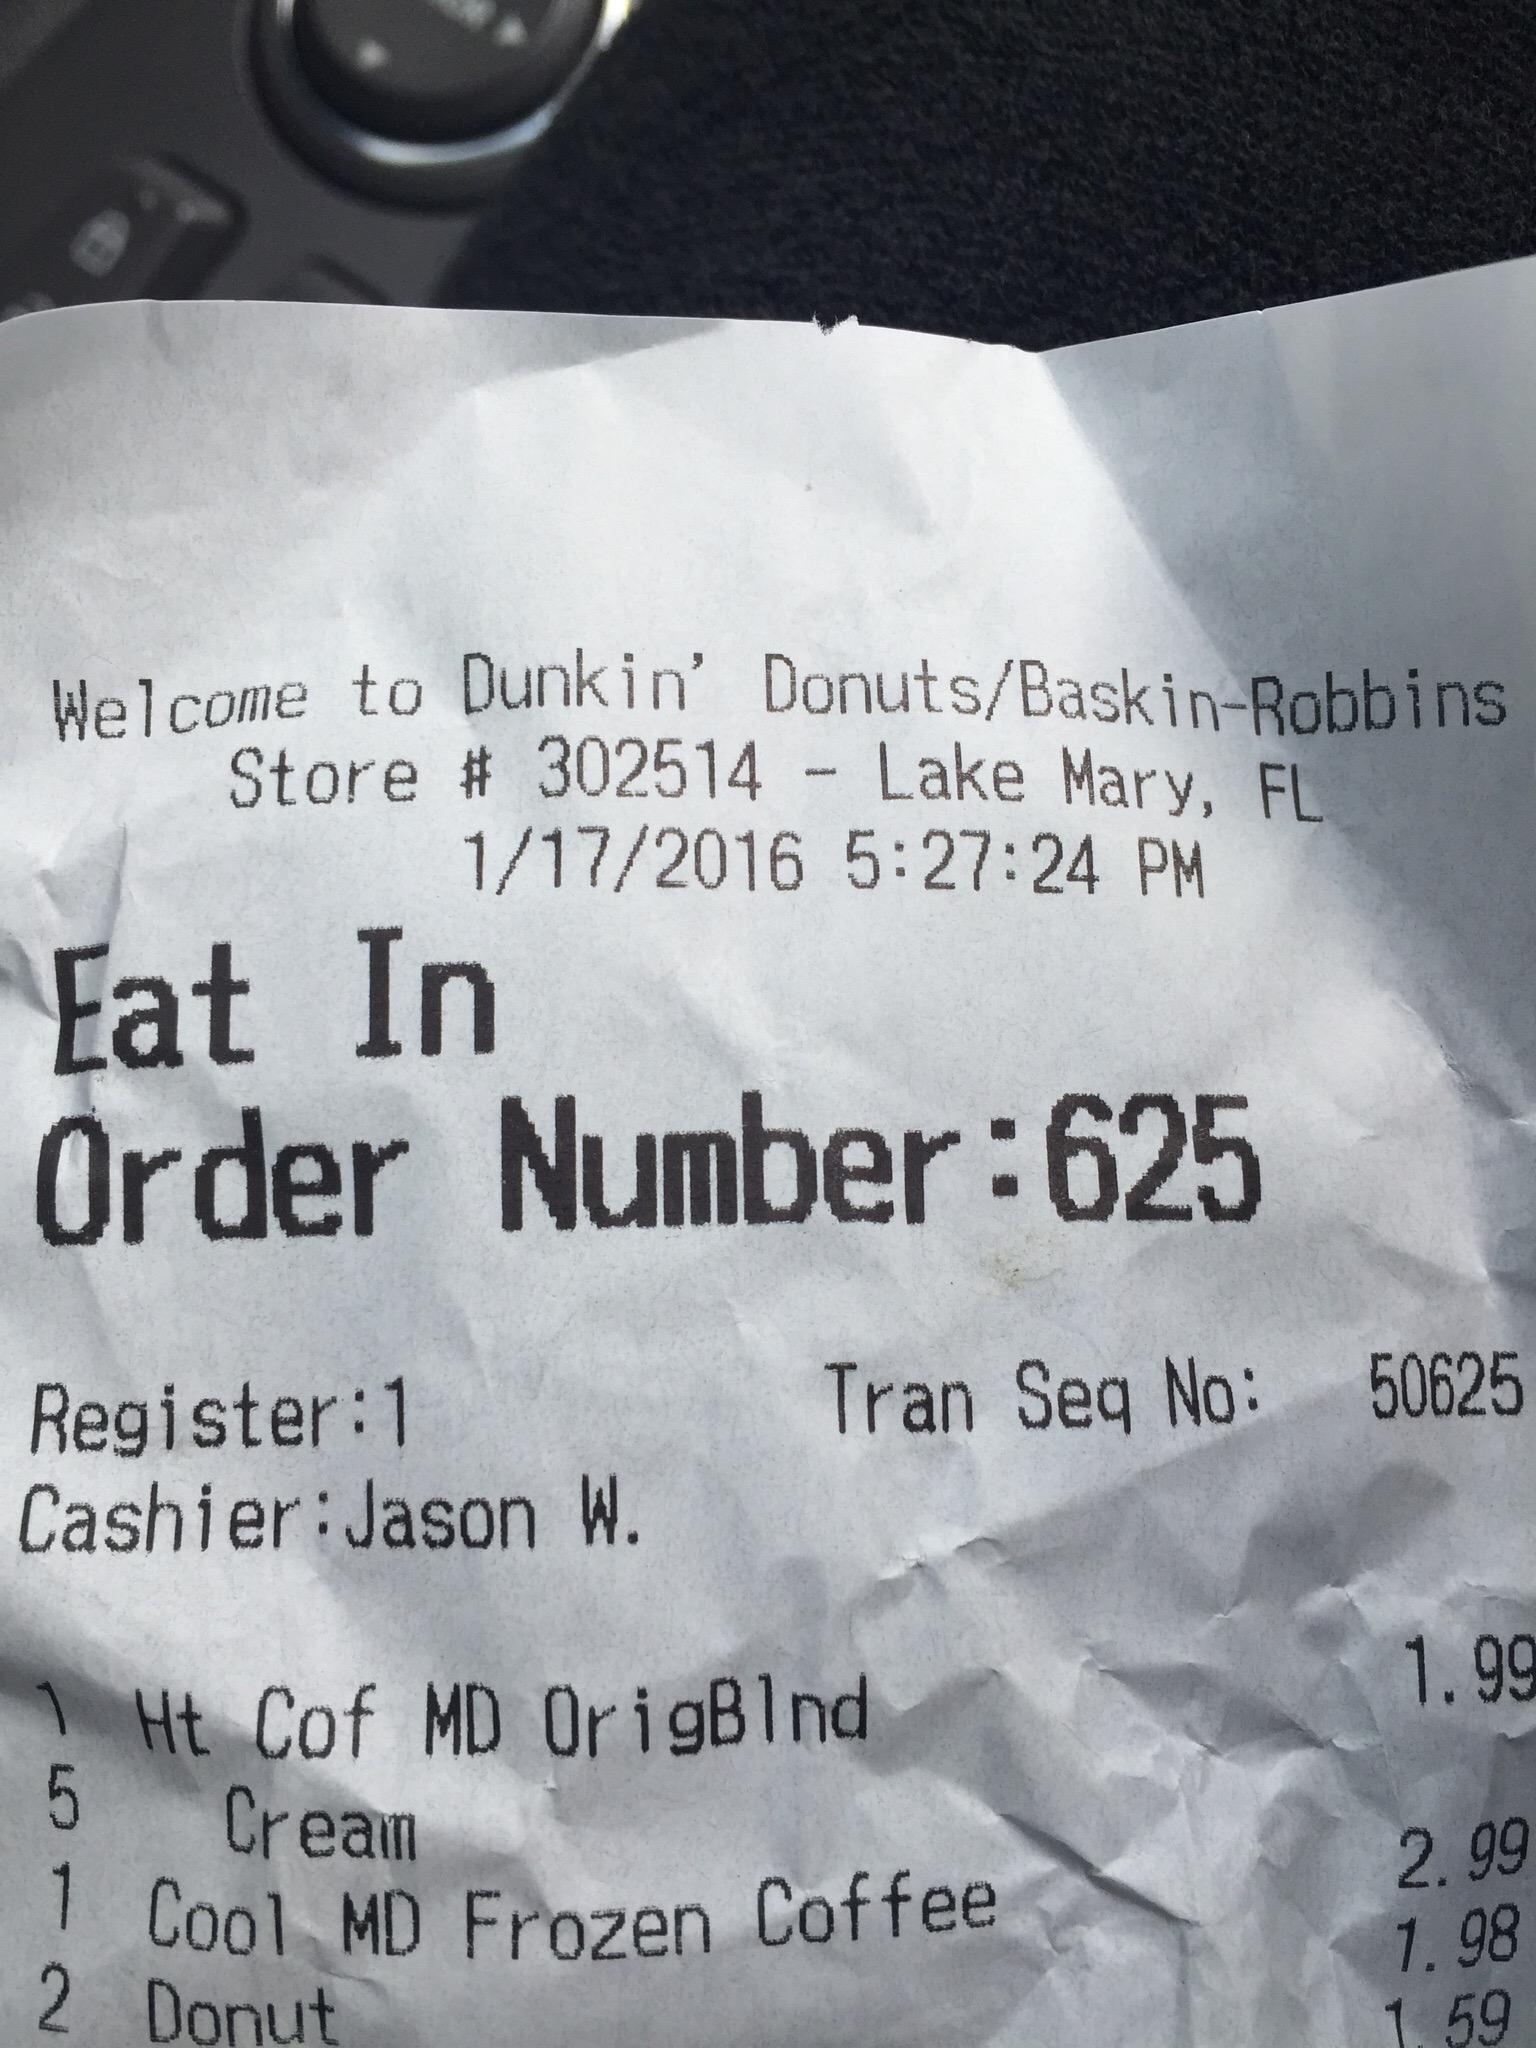 Welcome to Dunkin' Donuts/Baskin-Robbins
Store # 302514 - Lake Mary, FL
1/17/2016 5:27:24 PM
Eat In
Order Number:625
Register:1 Tran Seq No: 50625
Cashier:Jason W.
1 Ht Cof MD OrigBlnd 1.99
5 Cream
1 Cool MD Frozen Coffee 2.99
2 Donut 1.98
1.59